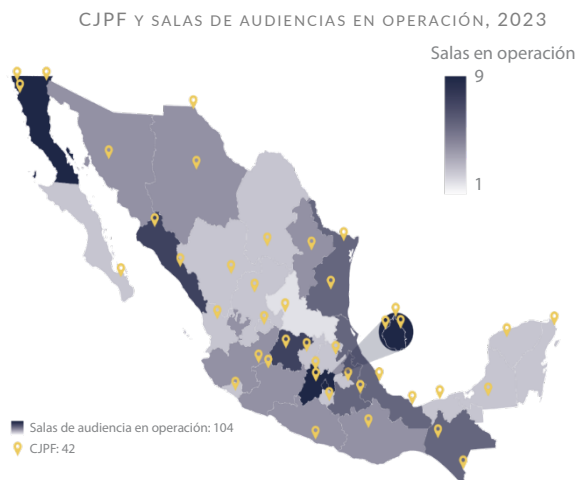 CJPF Y SALAS DE AUDIENCIAS EN OPERACIÓN, 2023
Salas en operación
9
1
Salas de audiencia en operación: 104
CJPF: 42